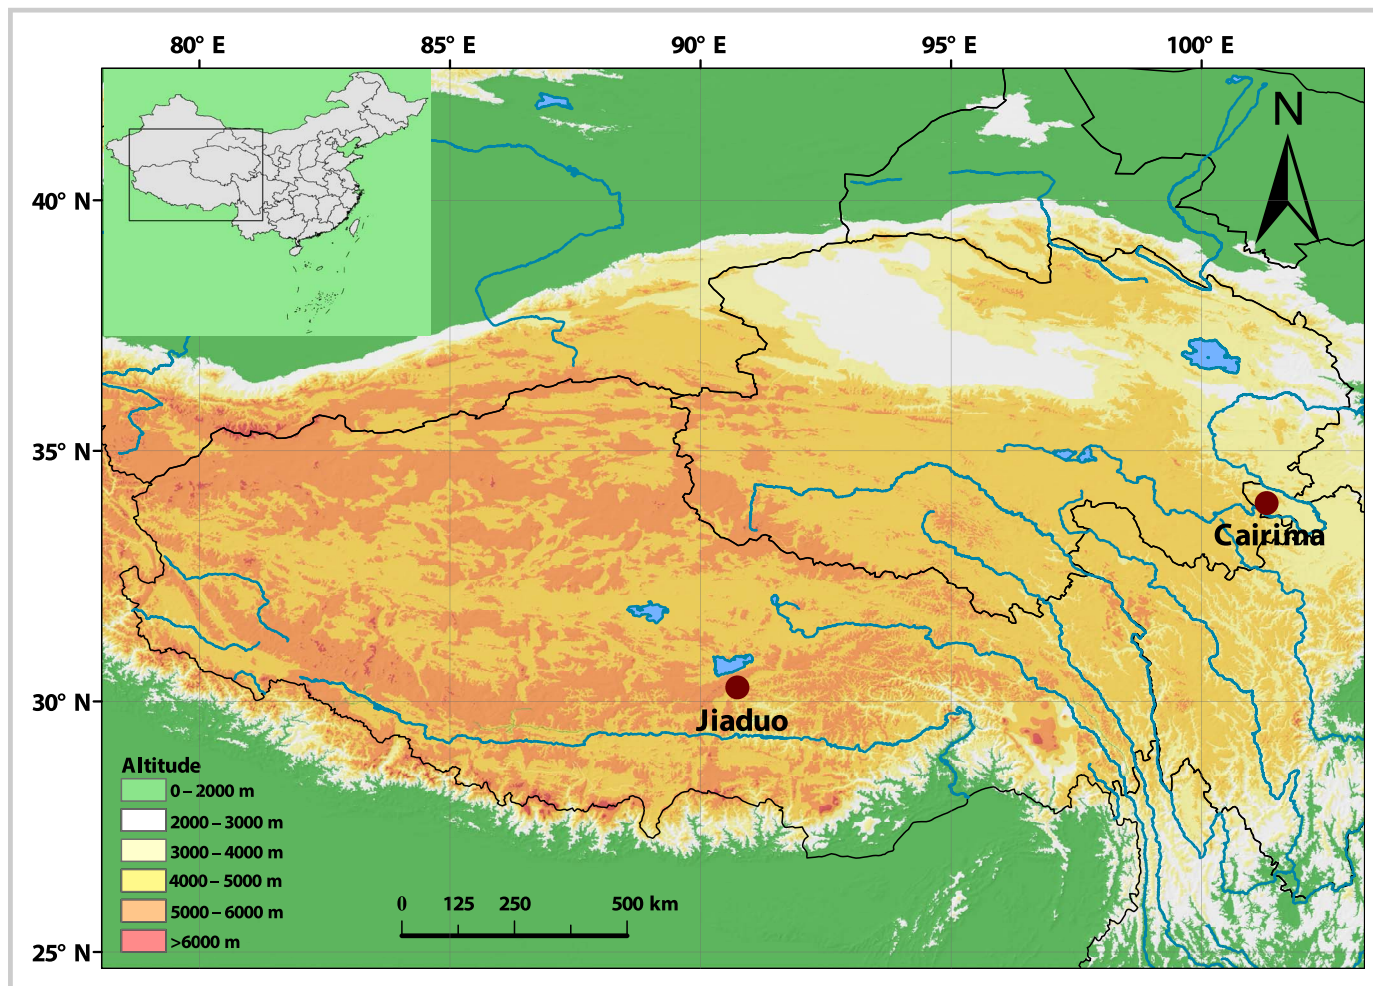 80° E 85° E 90° E 95° E 100° E
N
40° N
35° N
Cairima
30° N
Jiaduo
Altitude
0–2000 m
2000–3000 m
3000–4000 m
4000–5000 m
5000–6000 m
>6000 m
0 125 250 500 km
25° N